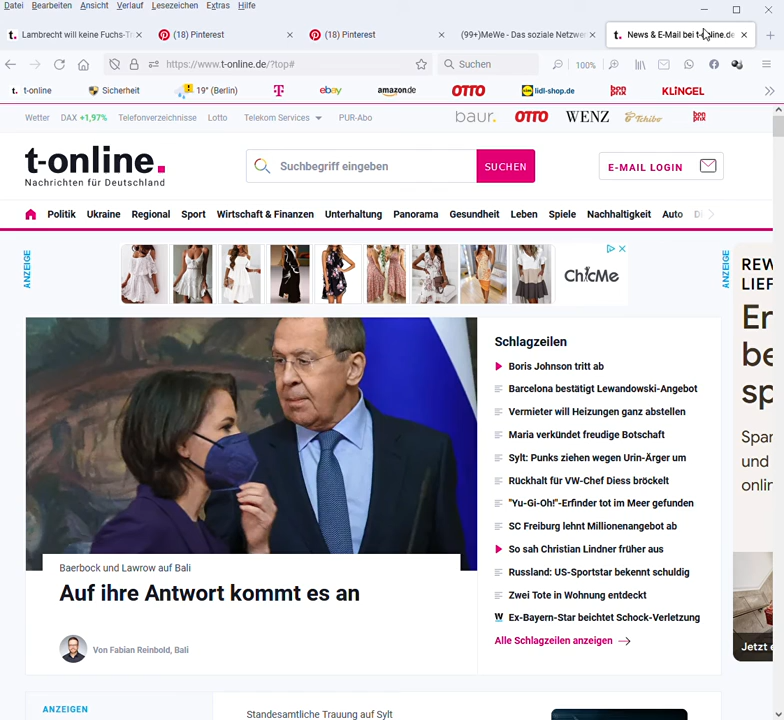 Datei Bearbeiten Ansicht Verlauf Lesezeichen Extras Hilfe
t. Lambrecht will keine Fuchs-T
(18) Pinterest
(18) Pinterest
(99+)MeWe - Das soziale Netzwer
t. News & E-Mail bei t-online.de
https://www.t-online.de/?top#
100%
Suchen
t. t-online
Sicherheit
19° (Berlin)
ebay
amazon.de
OTTO
lidl-shop.de
bon prix
KLiNGEL
Wetter DAX +1,97% Telefonverzeichnisse Lotto Telekom Services PUR-Abo
baur. OTTO WENZ Tchibo bon prix
t-online.
Nachrichten für Deutschland
Suchbegriff eingeben
SUCHEN
E-MAIL LOGIN
Politik Ukraine Regional Sport Wirtschaft & Finanzen Unterhaltung Panorama Gesundheit Leben Spiele Nachhaltigkeit Auto
ANZEIGE
ChicMe
ANZEIGE
REW
LIEF
Er
be
sp
Spar
und
onlin
Jetzt e
Schlagzeilen
Boris Johnson tritt ab
Barcelona bestätigt Lewandowski-Angebot
Vermieter will Heizungen ganz abstellen
Maria verkündet freudige Botschaft
Sylt: Punks ziehen wegen Urin-Ärger um
Rückhalt für VW-Chef Diess bröckelt
"Yu-Gi-Oh!"-Erfinder tot im Meer gefunden
SC Freiburg lehnt Millionenangebot ab
So sah Christian Lindner früher aus
Russland: US-Sportstar bekennt schuldig
Zwei Tote in Wohnung entdeckt
W Ex-Bayern-Star beichtet Schock-Verletzung
Alle Schlagzeilen anzeigen
Baerbock und Lawrow auf Bali
Auf ihre Antwort kommt es an
Von Fabian Reinbold, Bali
ANZEIGEN
Standesamtliche Trauung auf Sylt